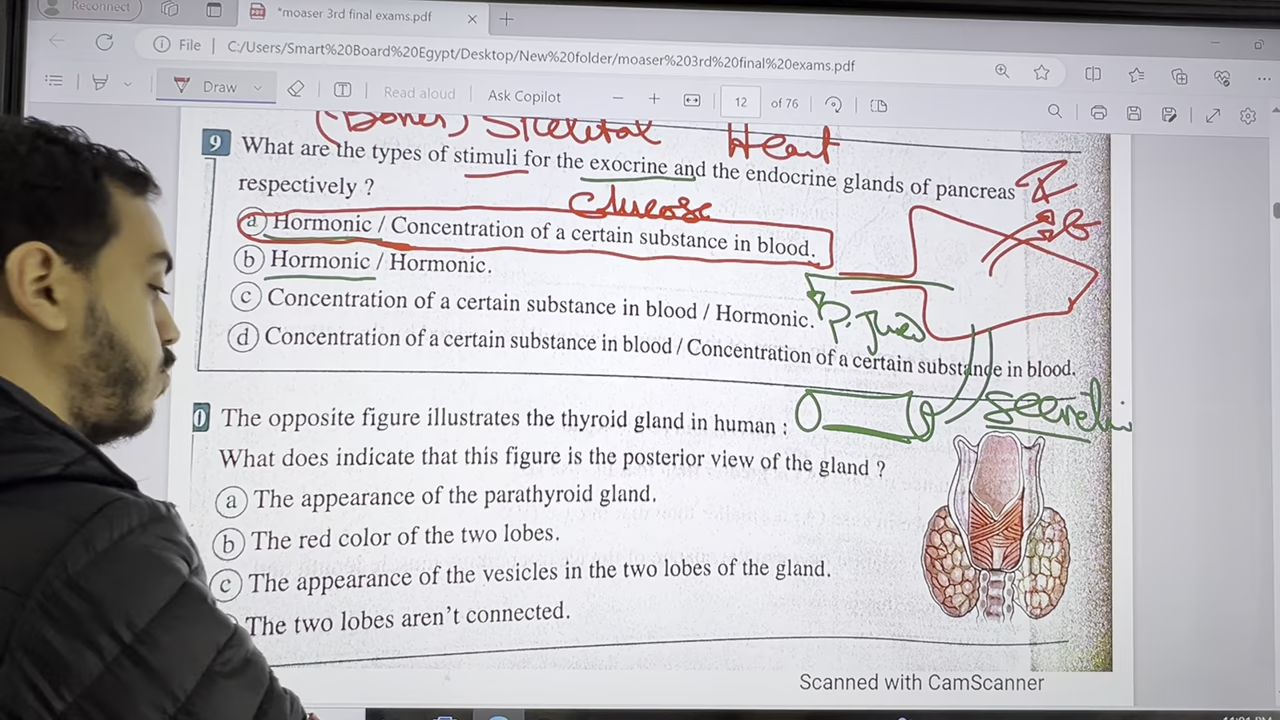 Reconnect
*moaser 3rd final exams.pdf
File | C:/Users/Smart%20Board%20Egypt/Desktop/New%20folder/moaser%203rd%20final%20exams.pdf
Draw
Read aloud
Ask Copilot
12 of 76
(Bones) Skeletal Heart
9 What are the types of stimuli for the exocrine and the endocrine glands of pancreas
respectively ?
Glucose
a Hormonic / Concentration of a certain substance in blood.
b Hormonic / Hormonic.
c Concentration of a certain substance in blood / Hormonic.
P. Juice
d Concentration of a certain substance in blood / Concentration of a certain substance in blood.
0 The opposite figure illustrates the thyroid gland in human :
What does indicate that this figure is the posterior view of the gland ?
a The appearance of the parathyroid gland.
b The red color of the two lobes.
c The appearance of the vesicles in the two lobes of the gland.
The two lobes aren't connected.
Scanned with CamScanner